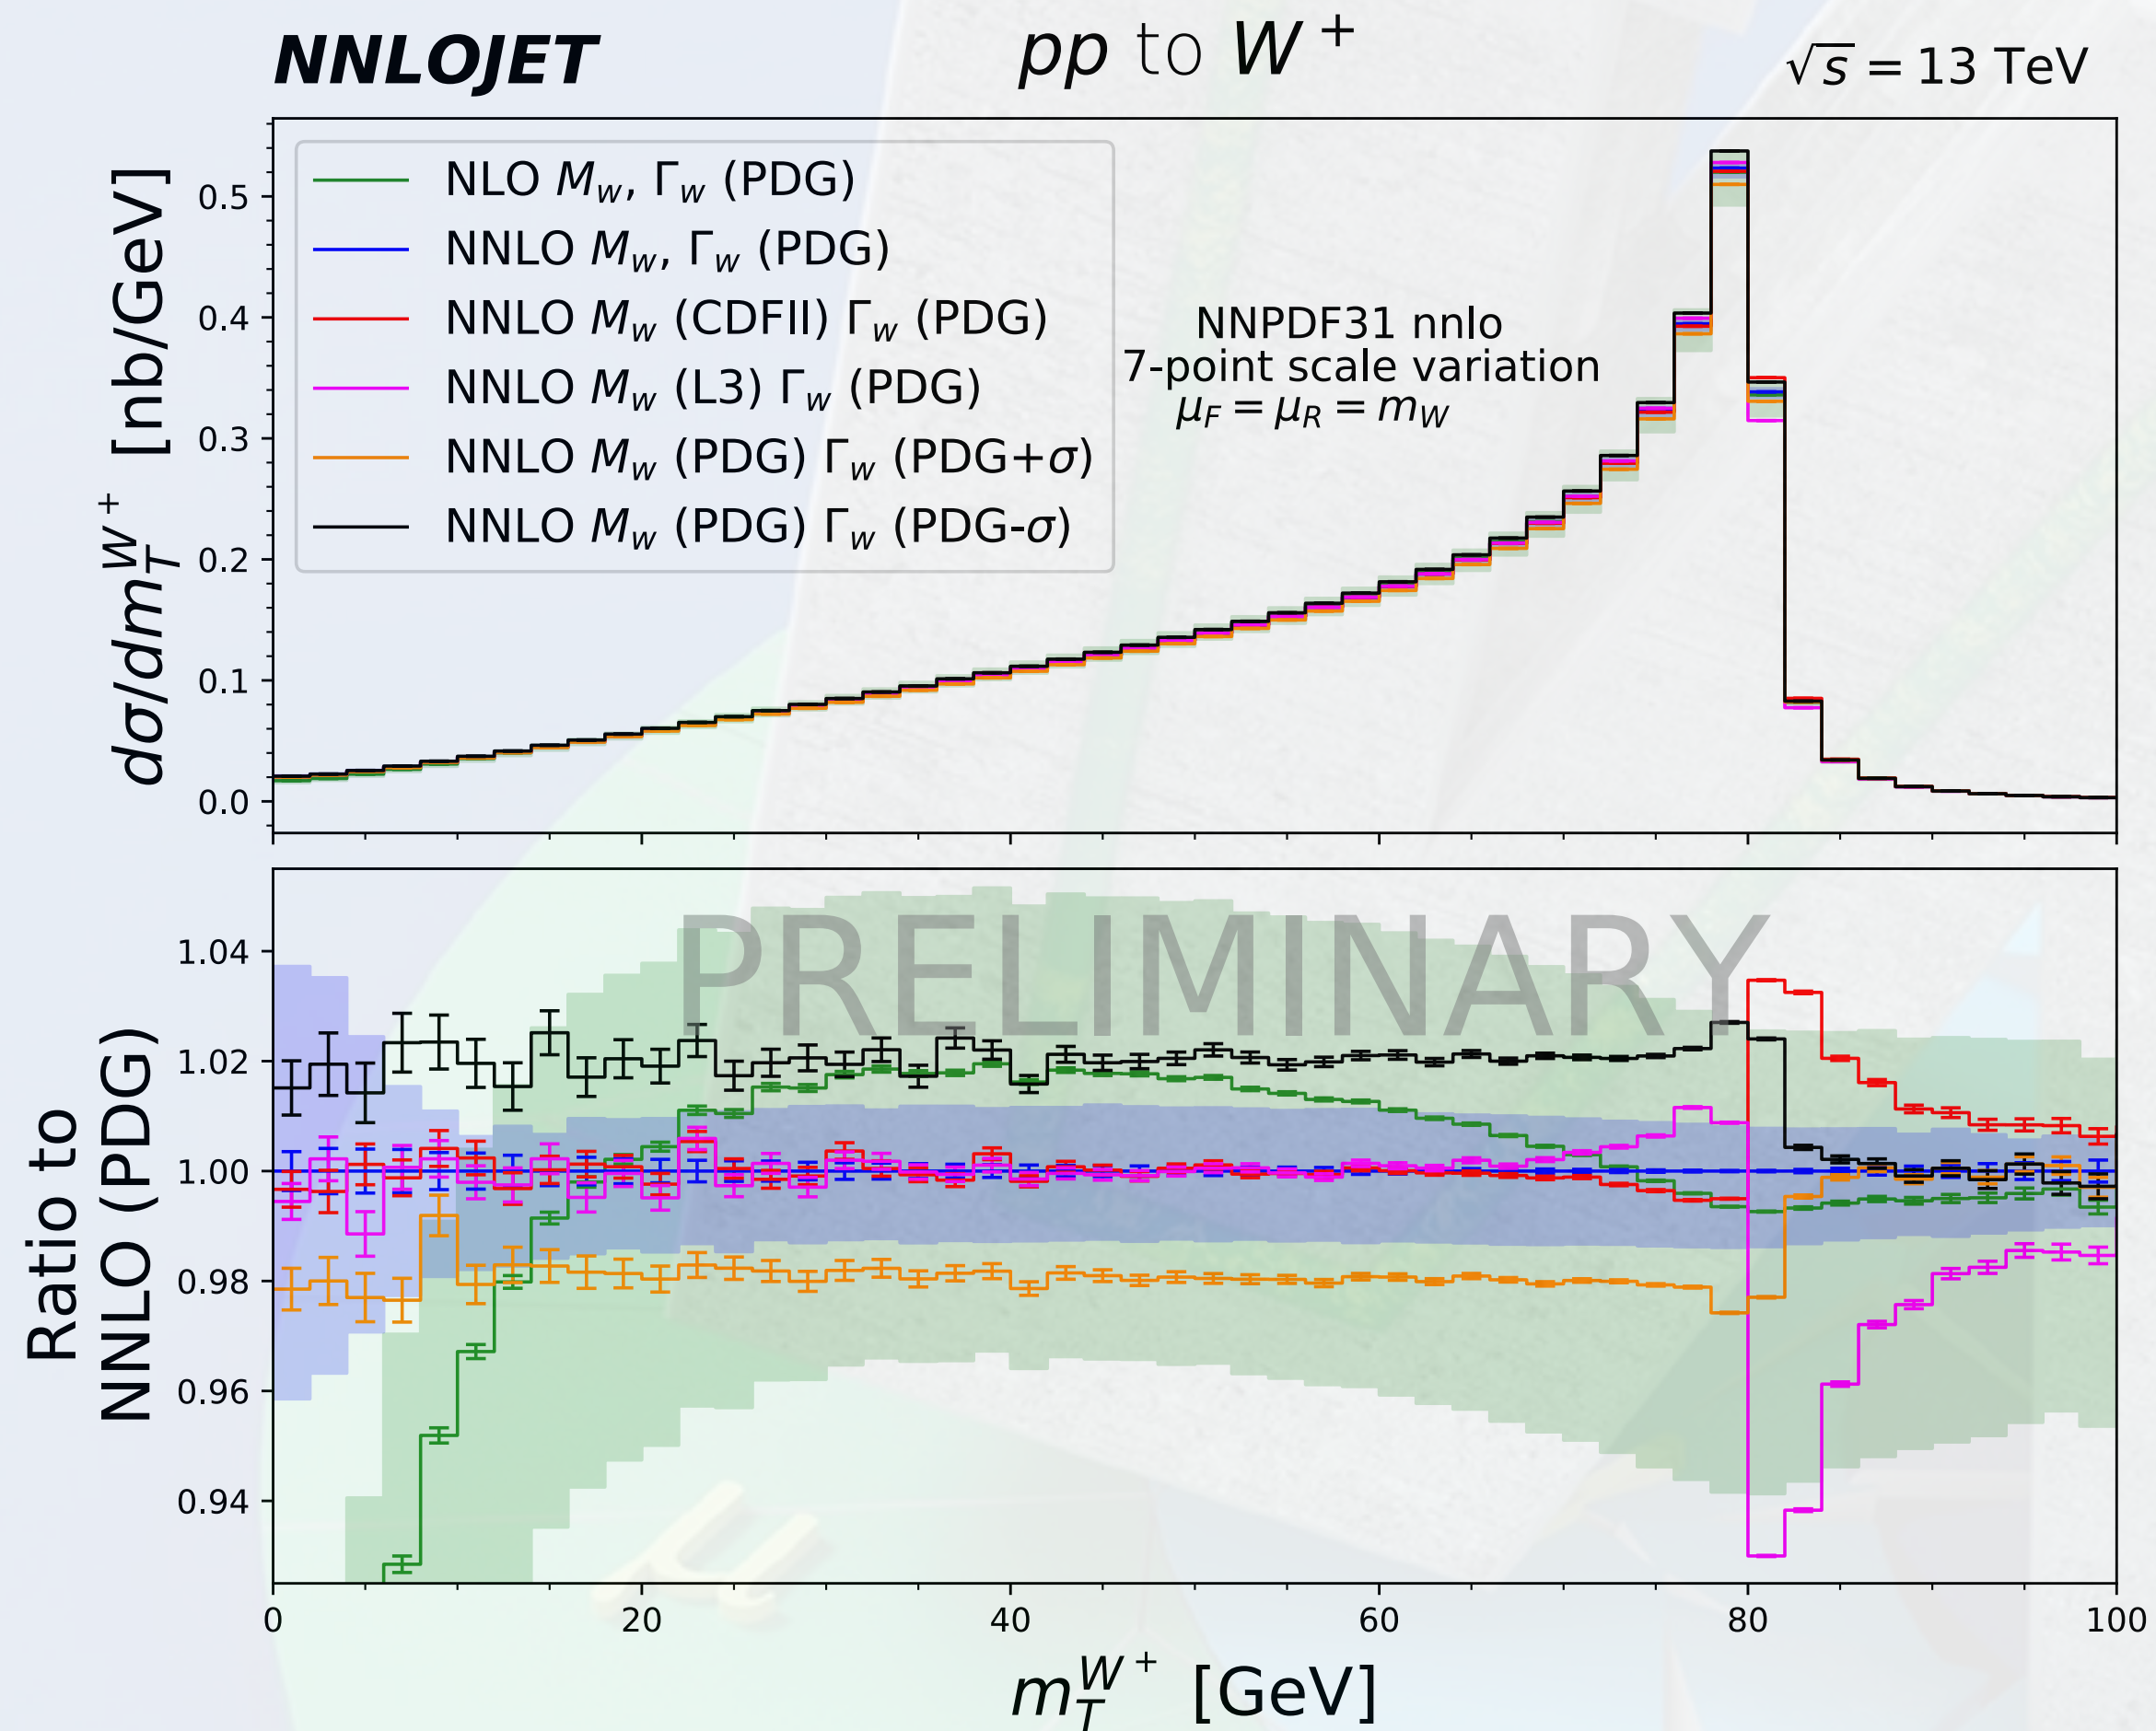 NNLOJET
pp to W⁺
√s = 13 TeV
dσ/dm_T^{W⁺} [nb/GeV]
0.5
0.4
0.3
0.2
0.1
0.0
NLO M_w, Γ_w (PDG)
NNLO M_w, Γ_w (PDG)
NNLO M_w (CDFII) Γ_w (PDG)
NNLO M_w (L3) Γ_w (PDG)
NNLO M_w (PDG) Γ_w (PDG+σ)
NNLO M_w (PDG) Γ_w (PDG-σ)
NNPDF31 nnlo
7-point scale variation
μ_F = μ_R = m_W
PRELIMINARY
Ratio to
NNLO (PDG)
1.04
1.02
1.00
0.98
0.96
0.94
0 20 40 60 80 100
m_T^{W⁺} [GeV]
μ